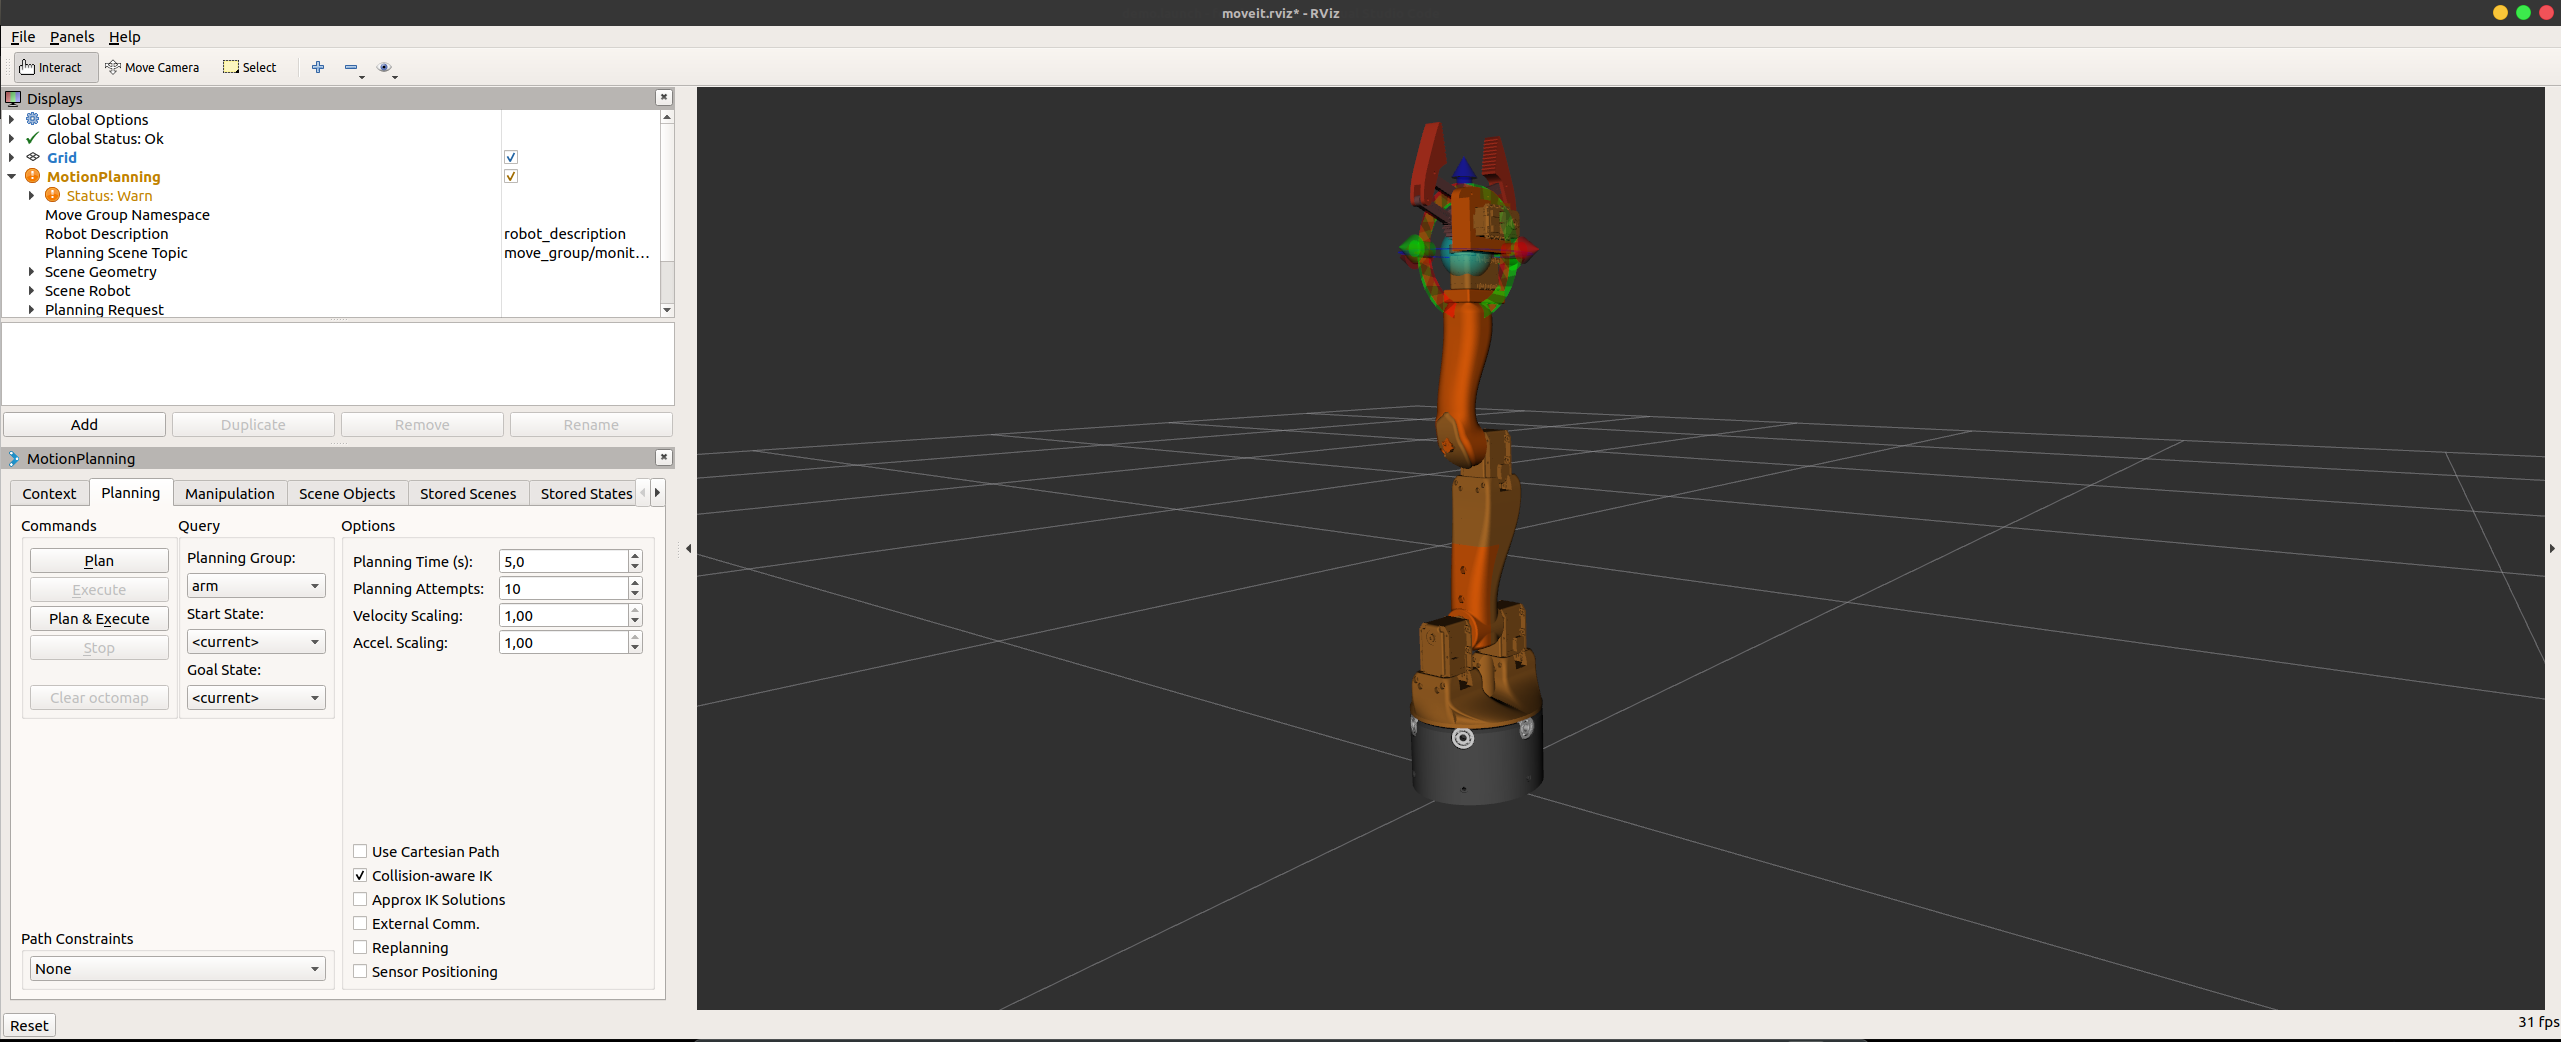 moveit.rviz* - RViz
File Panels Help
Interact Move Camera Select
Displays
Global Options
Global Status: Ok
Grid
MotionPlanning
Status: Warn
Move Group Namespace
Robot Description robot_description
Planning Scene Topic move_group/monit...
Scene Geometry
Scene Robot
Planning Request
Add Duplicate Remove Rename
MotionPlanning
Context Planning Manipulation Scene Objects Stored Scenes Stored States
Commands Query Options
Plan
Execute
Plan & Execute
Stop
Clear octomap
Planning Group:
arm
Start State:
<current>
Goal State:
<current>
Planning Time (s): 5,0
Planning Attempts: 10
Velocity Scaling: 1,00
Accel. Scaling: 1,00
Use Cartesian Path
Collision-aware IK
Approx IK Solutions
External Comm.
Replanning
Sensor Positioning
Path Constraints
None
Reset
31 fps